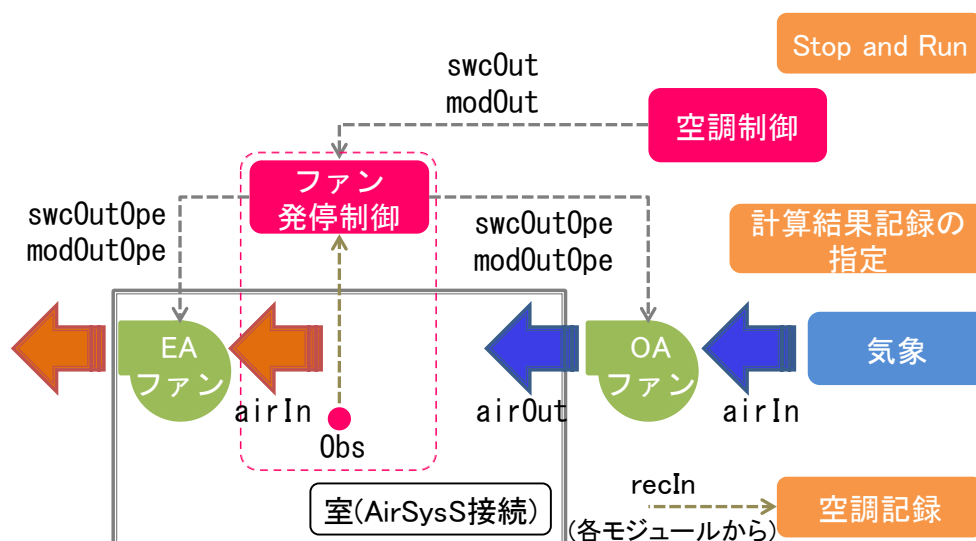 Stop and Run
swcOut
modOut
空調制御
ファン
発停制御
swcOutOpe
modOutOpe
swcOutOpe
modOutOpe
計算結果記録の
指定
EA
ファン
OA
ファン
気象
airIn
airOut
airIn
Obs
室(AirSysS接続)
recIn
(各モジュールから)
空調記録